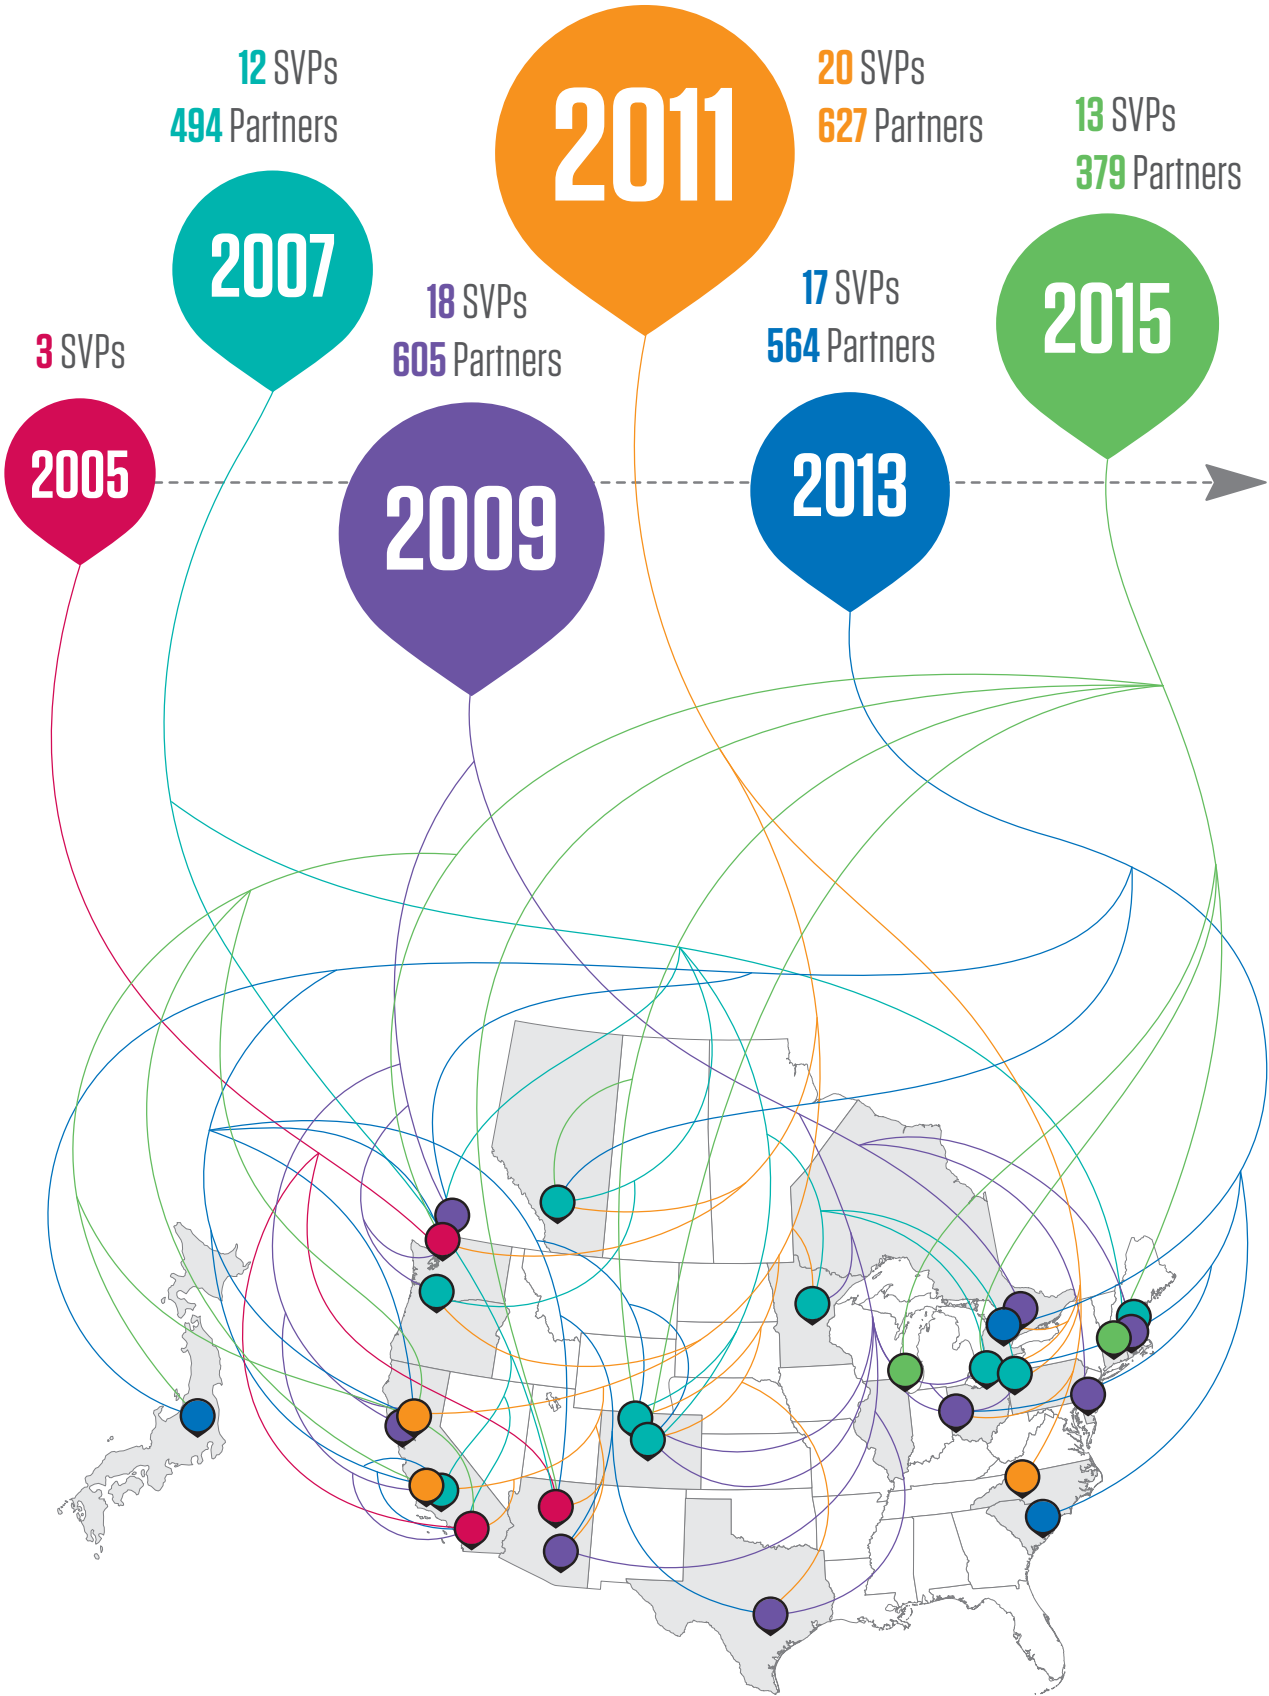 3 SVPs
2005
12 SVPs
494 Partners
2007
18 SVPs
605 Partners
2009
2011
20 SVPs
627 Partners
17 SVPs
564 Partners
2013
13 SVPs
379 Partners
2015